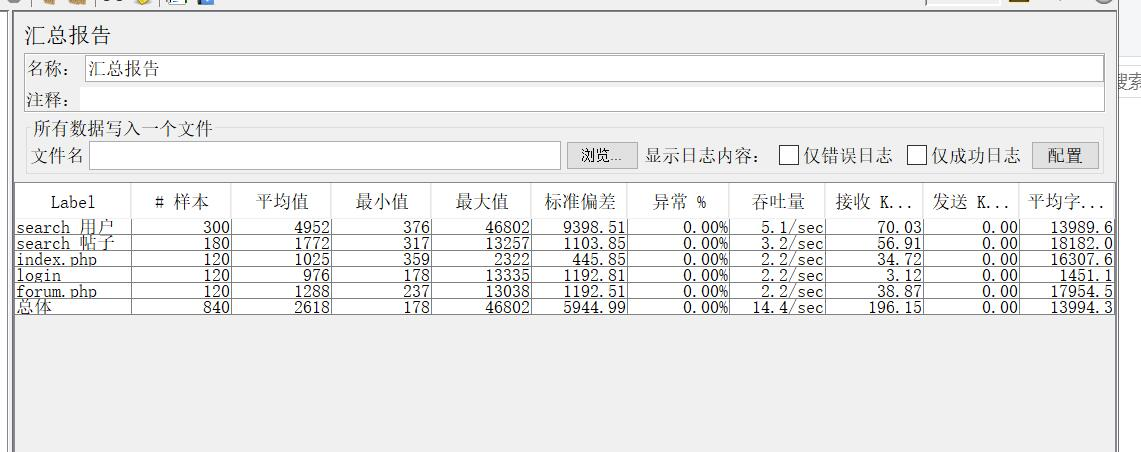 汇总报告
名称： 汇总报告
注释：
所有数据写入一个文件
文件名 浏览... 显示日志内容： 仅错误日志 仅成功日志 配置
Label # 样本 平均值 最小值 最大值 标准偏差 异常 % 吞吐量 接收 K... 发送 K... 平均字...
search 用户 300 4952 376 46802 9398.51 0.00% 5.1/sec 70.03 0.00 13989.6
search 帖子 180 1772 317 13257 1103.85 0.00% 3.2/sec 56.91 0.00 18182.0
index.php 120 1025 359 2322 445.85 0.00% 2.2/sec 34.72 0.00 16307.6
login 120 976 178 13335 1192.81 0.00% 2.2/sec 3.12 0.00 1451.1
forum.php 120 1288 237 13038 1192.51 0.00% 2.2/sec 38.87 0.00 17954.5
总体 840 2618 178 46802 5944.99 0.00% 14.4/sec 196.15 0.00 13994.3